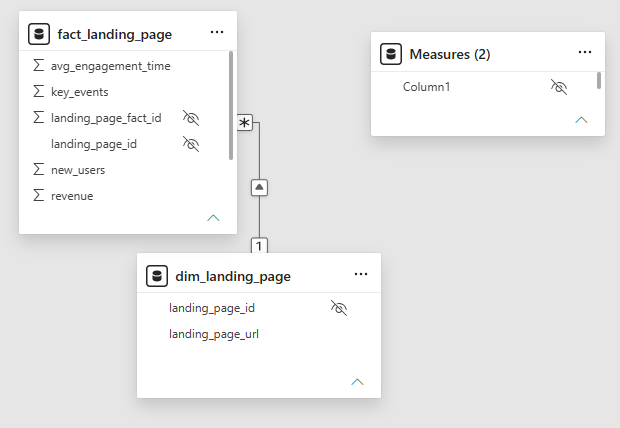 fact_landing_page
...
avg_engagement_time
key_events
landing_page_fact_id
landing_page_id
new_users
revenue
Measures (2)
...
Column1
*
1
dim_landing_page
...
landing_page_id
landing_page_url